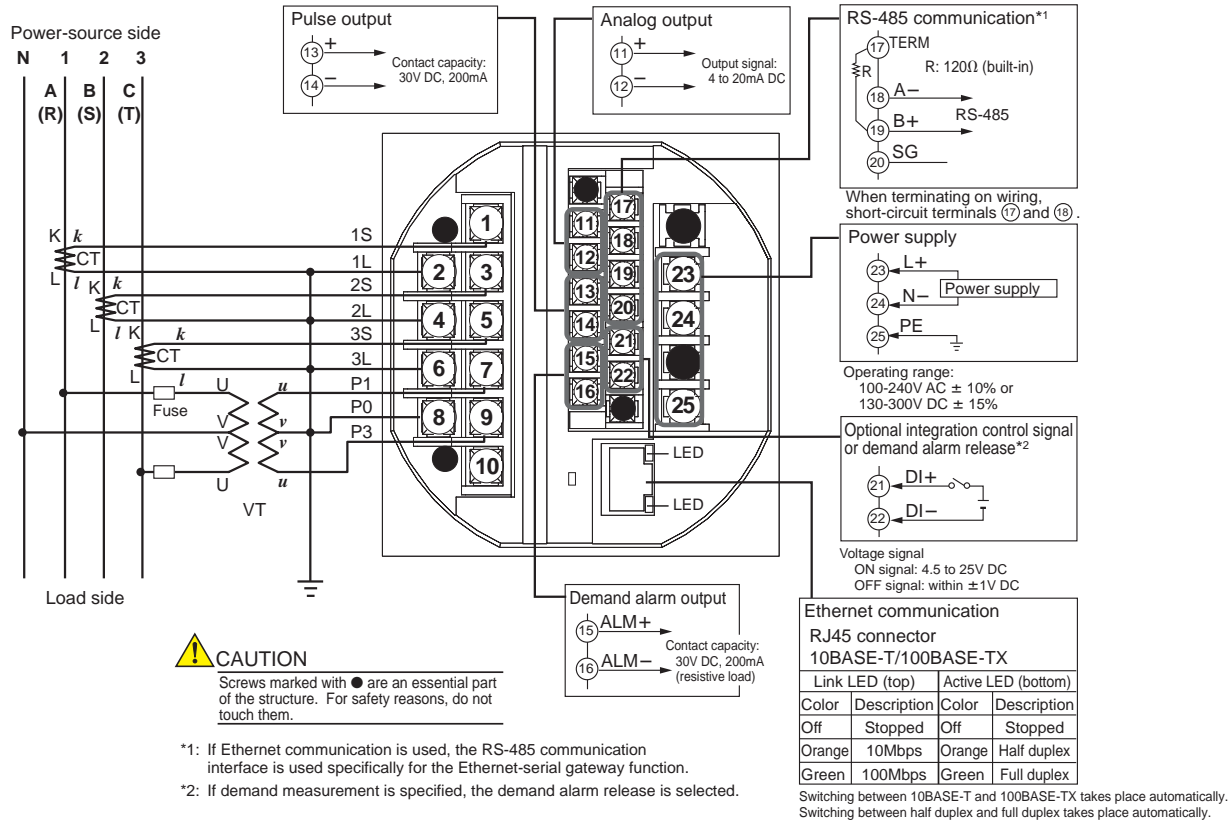 Power-source side
N 1 2 3
A B C
(R) (S) (T)
Pulse output
13 +
14 −
Contact capacity:
30V DC, 200mA
Analog output
11 +
12 −
Output signal:
4 to 20mA DC
RS-485 communication*1
17 TERM
R
R: 120Ω (built-in)
18 A−
19 B+
RS-485
20 SG
When terminating on wiring,
short-circuit terminals ⑰ and ⑱ .
Power supply
23 L+
24 N−
Power supply
25 PE
Operating range:
100-240V AC ± 10% or
130-300V DC ± 15%
Optional integration control signal
or demand alarm release*2
21 DI+
22 DI−
Voltage signal
ON signal: 4.5 to 25V DC
OFF signal: within ±1V DC
K k
CT
L l
K k
CT
L l
K k
CT
L l
Fuse
U u
V v
V v
U u
VT
1S
1L
2S
2L
3S
3L
P1
P0
P3
1
2 3
4 5
6 7
8 9
10
11
12
13
14
15
16
17
18
19
20
21
22
23
24
25
LED
LED
Load side
Demand alarm output
15 ALM+
16 ALM−
Contact capacity:
30V DC, 200mA
(resistive load)
Ethernet communication
RJ45 connector
10BASE-T/100BASE-TX
Link LED (top) Active LED (bottom)
Color Description Color Description
Off Stopped Off Stopped
Orange 10Mbps Orange Half duplex
Green 100Mbps Green Full duplex
Switching between 10BASE-T and 100BASE-TX takes place automatically.
Switching between half duplex and full duplex takes place automatically.
! CAUTION
Screws marked with ● are an essential part
of the structure. For safety reasons, do not
touch them.
*1: If Ethernet communication is used, the RS-485 communication
interface is used specifically for the Ethernet-serial gateway function.
*2: If demand measurement is specified, the demand alarm release is selected.